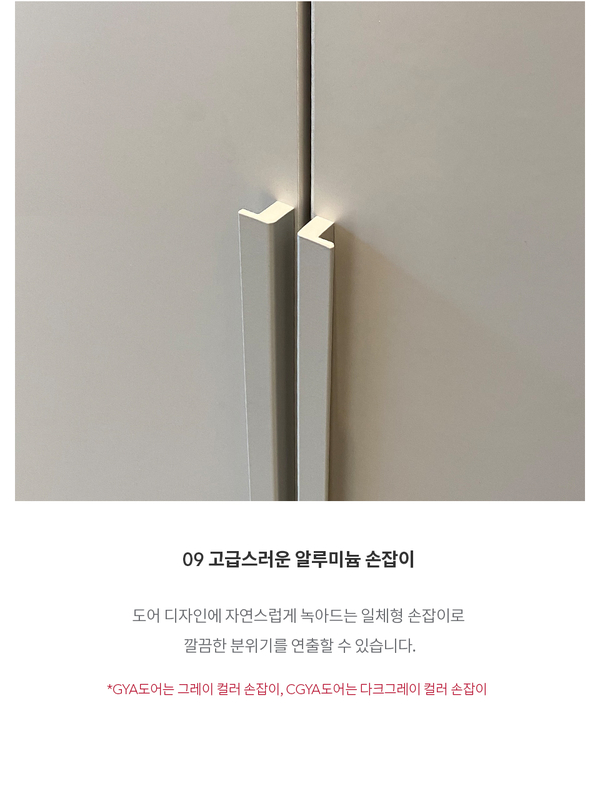 09 고급스러운 알루미늄 손잡이
도어 디자인에 자연스럽게 녹아드는 일체형 손잡이로
깔끔한 분위기를 연출할 수 있습니다.
*GYA도어는 그레이 컬러 손잡이, CGYA도어는 다크그레이 컬러 손잡이